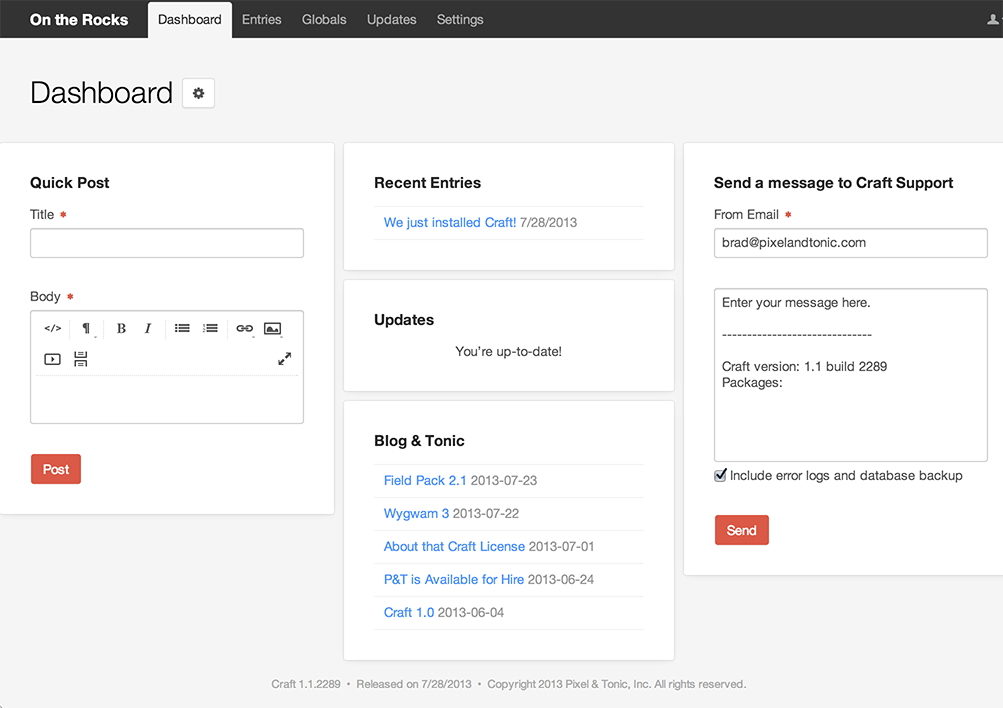 On the Rocks Dashboard Entries Globals Updates Settings
Dashboard
Quick Post
Title *
Body *
</> ¶ B I
Post
Recent Entries
We just installed Craft! 7/28/2013
Updates
You're up-to-date!
Blog & Tonic
Field Pack 2.1 2013-07-23
Wygwam 3 2013-07-22
About that Craft License 2013-07-01
P&T is Available for Hire 2013-06-24
Craft 1.0 2013-06-04
Send a message to Craft Support
From Email *
brad@pixelandtonic.com
Enter your message here.
------------------------------
Craft version: 1.1 build 2289
Packages:
Include error logs and database backup
Send
Craft 1.1.2289 • Released on 7/28/2013 • Copyright 2013 Pixel & Tonic, Inc. All rights reserved.